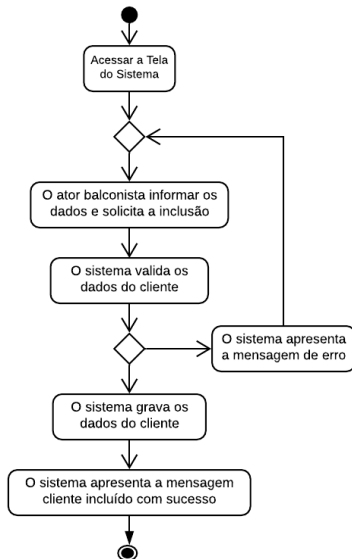 Acessar a Tela
do Sistema
O ator balconista informar os
dados e solicita a inclusão
O sistema valida os
dados do cliente
O sistema apresenta
a mensagem de erro
O sistema grava os
dados do cliente
O sistema apresenta a mensagem
cliente incluído com sucesso